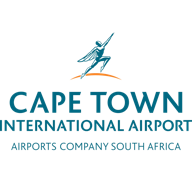 CAPE TOWN
INTERNATIONAL AIRPORT
AIRPORTS COMPANY SOUTH AFRICA